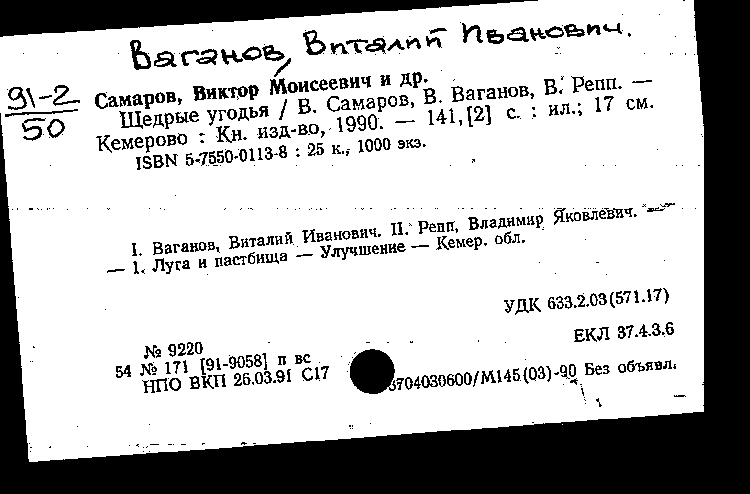 Ваганов, Виталий Иванович.
91-2
50
Самаров, Виктор Моисеевич и др.
Щедрые угодья / В. Самаров, В. Ваганов, В. Репп. —
Кемерово : Кн. изд-во, 1990. — 141,[2] с. : ил.; 17 см.
ISBN 5-7550-0113-8 : 25 к., 1000 экз.
I. Ваганов, Виталий Иванович. II. Репп, Владимир Яковлевич. —
— 1. Луга и пастбища — Улучшение — Кемер. обл.
УДК 633.2.03(571.17)
ЕКЛ 37.4.3.6
№ 9220
54 № 171 [91-9058] п вс
НПО ВКП 26.03.91 С17
3704030600/М145(03)-90 Без объявл.